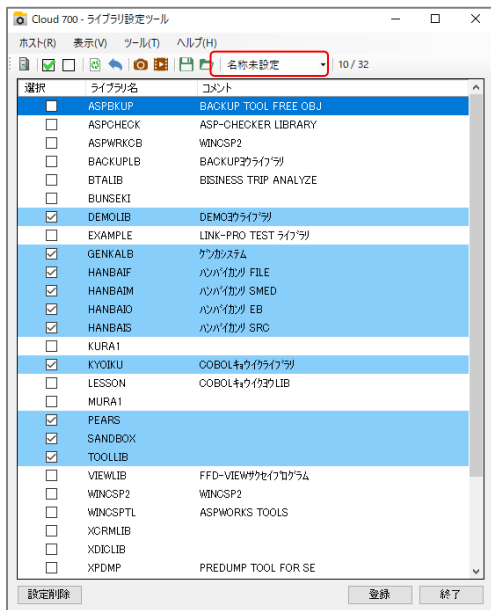 Cloud 700 - ライブラリ設定ツール
ホスト(R) 表示(V) ツール(T) ヘルプ(H)
名称未設定 10 / 32
選択 ライブラリ名 コメント
ASPBKUP BACKUP TOOL FREE OBJ
ASPCHECK ASP-CHECKER LIBRARY
ASPWRKCB WINCSP2
BACKUPLB BACKUPヨウライブラリ
BTALIB BISINESS TRIP ANALYZE
BUNSEKI
DEMOLIB DEMOヨウライブラリ
EXAMPLE LINK-PRO TEST ライブラリ
GENKALB ゲンカシステム
HANBAIF ハンバイカンリ FILE
HANBAIM ハンバイカンリ SMED
HANBAIO ハンバイカンリ EB
HANBAIS ハンバイカンリ SRC
KURA1
KYOIKU COBOLキョウイクライブラリ
LESSON COBOLキョウイクヨウLIB
MURA1
PEARS
SANDBOX
TOOLLIB
VIEWLIB FFD-VIEWサクセイプログラム
WINCSP2 WINCSP2
WINCSPTL ASPWORKS TOOLS
XCRMLIB
XDICLIB
XPDMP PREDUMP TOOL FOR SE
設定削除 登録 終了